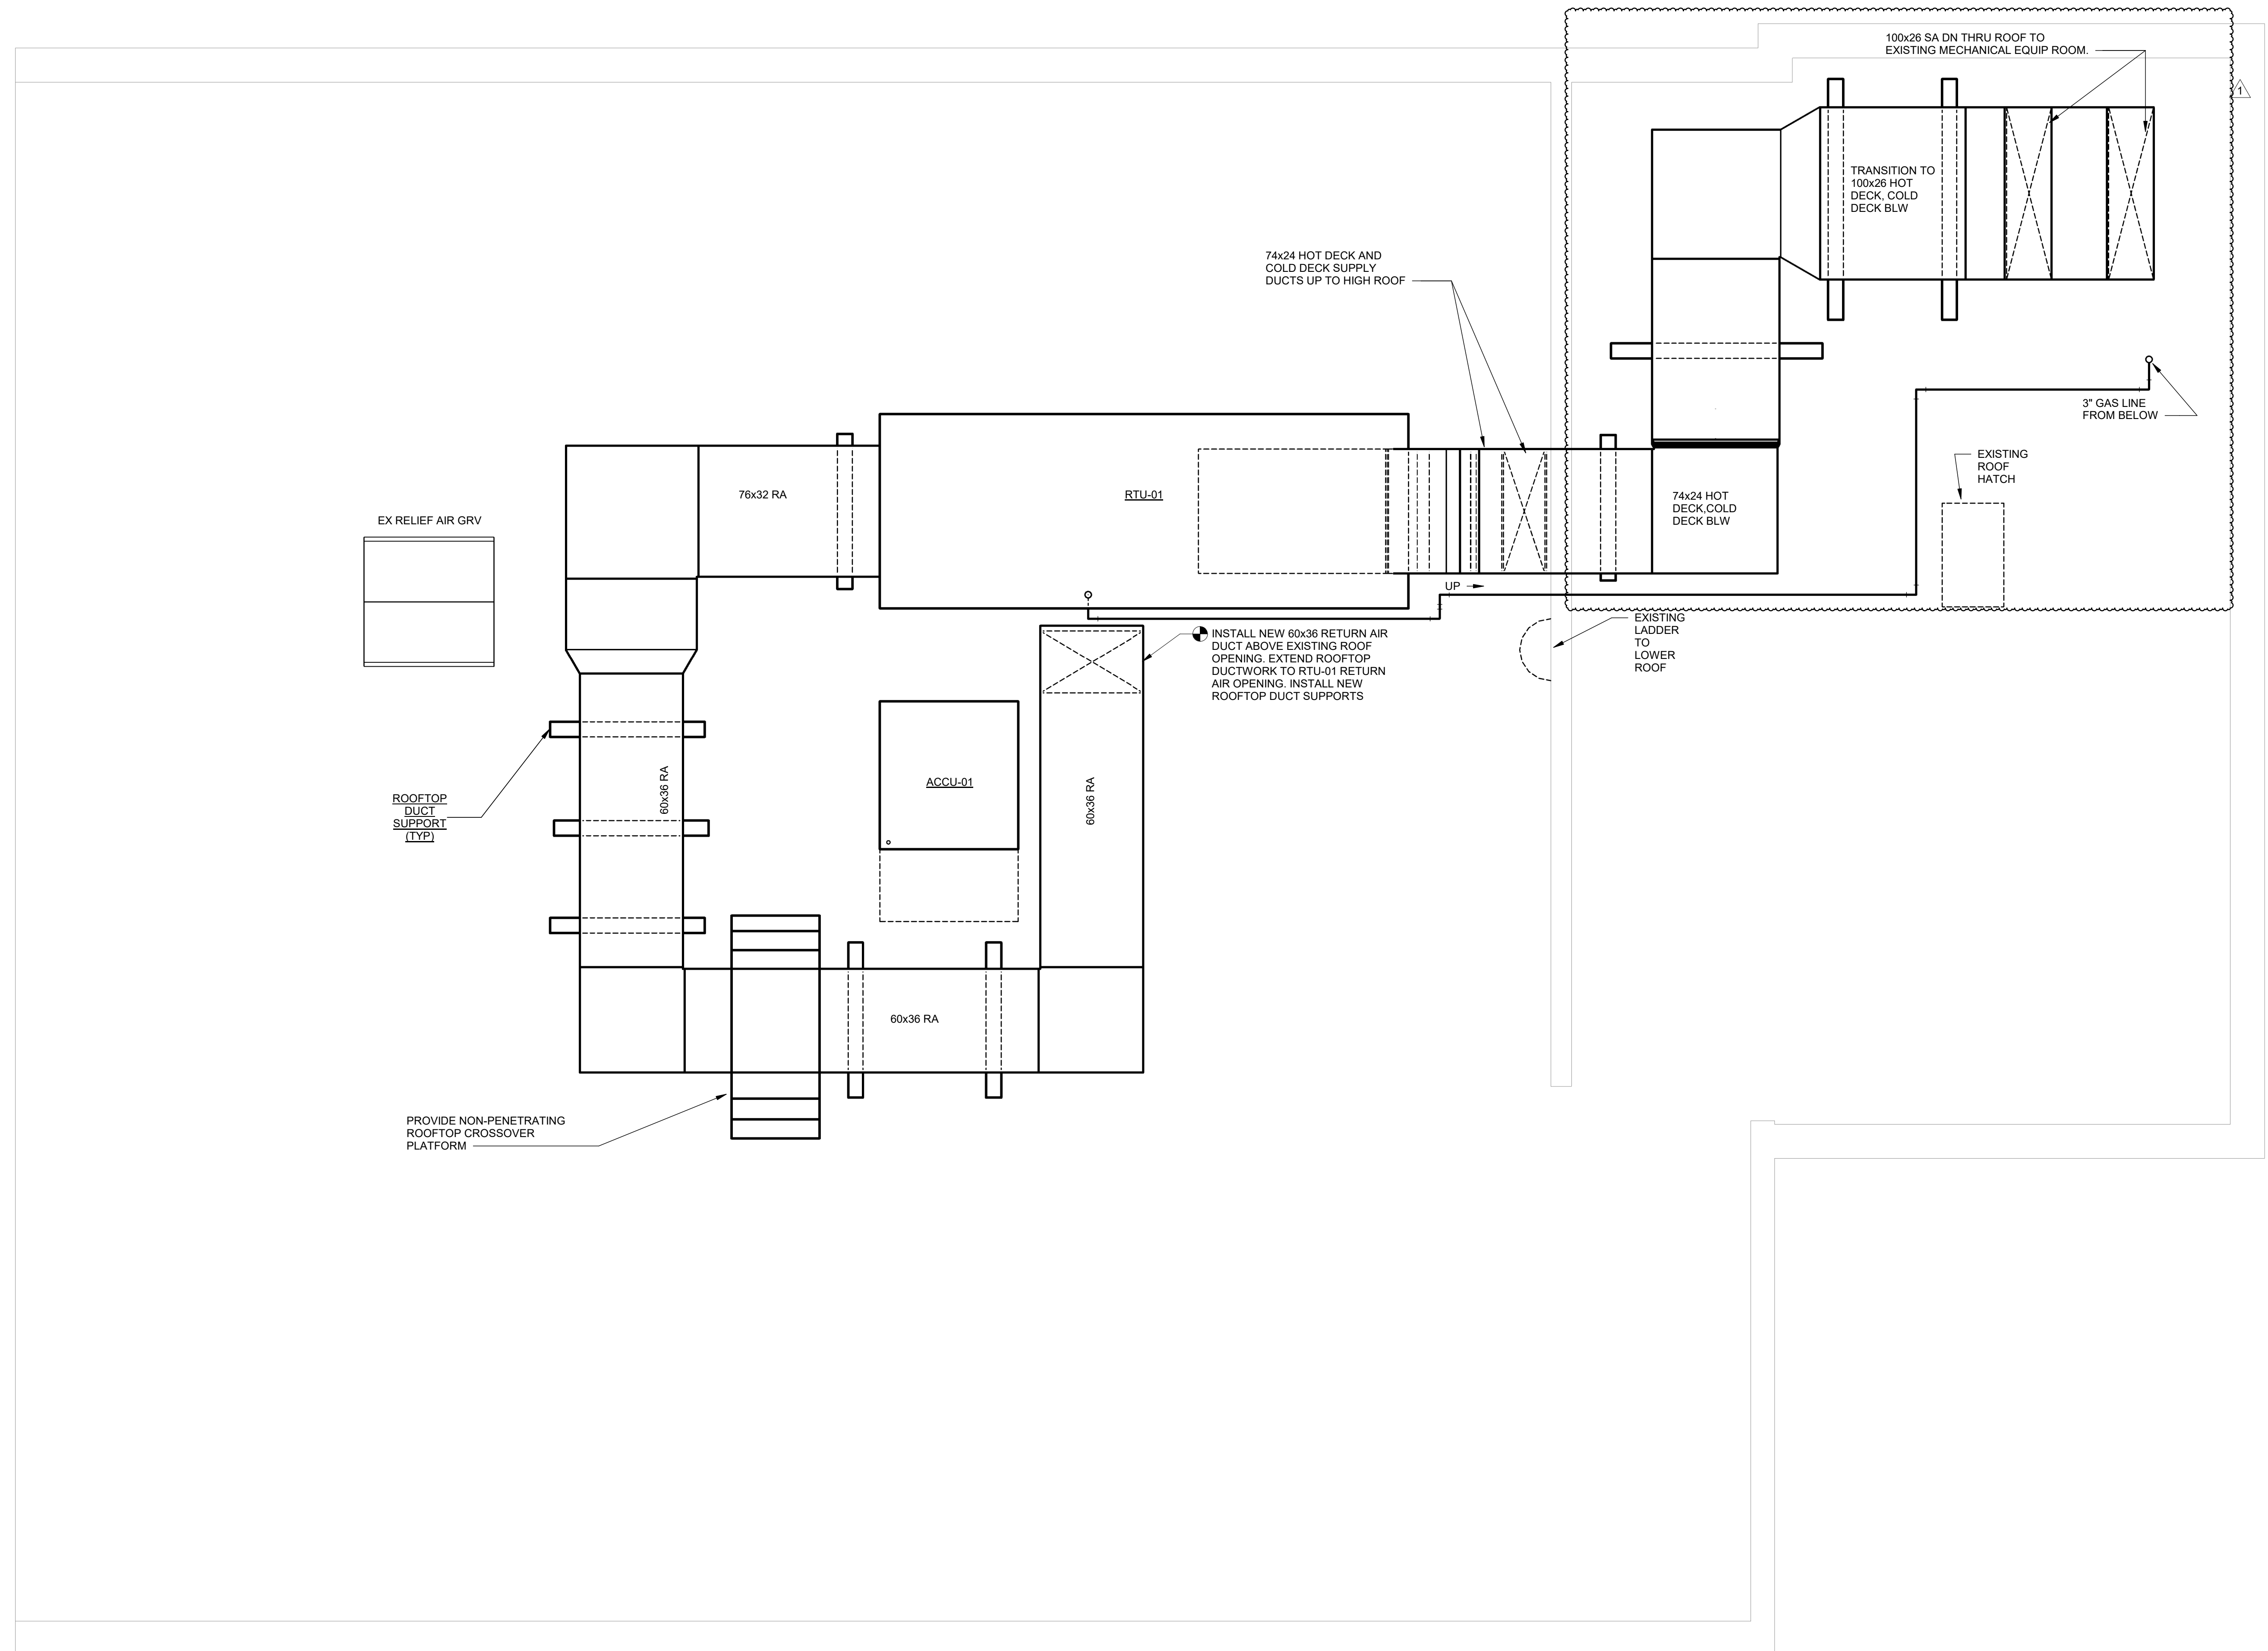 100x26 SA DN THRU ROOF TO
EXISTING MECHANICAL EQUIP ROOM.
1
TRANSITION TO
100x26 HOT
DECK, COLD
DECK BLW
74x24 HOT DECK AND
COLD DECK SUPPLY
DUCTS UP TO HIGH ROOF
3" GAS LINE
FROM BELOW
EXISTING
ROOF
HATCH
76x32 RA
RTU-01
74x24 HOT
DECK,COLD
DECK BLW
EX RELIEF AIR GRV
UP
INSTALL NEW 60x36 RETURN AIR
DUCT ABOVE EXISTING ROOF
OPENING. EXTEND ROOFTOP
DUCTWORK TO RTU-01 RETURN
AIR OPENING. INSTALL NEW
ROOFTOP DUCT SUPPORTS
EXISTING
LADDER
TO
LOWER
ROOF
ROOFTOP
DUCT
SUPPORT
(TYP)
60x36 RA
ACCU-01
60x36 RA
60x36 RA
PROVIDE NON-PENETRATING
ROOFTOP CROSSOVER
PLATFORM